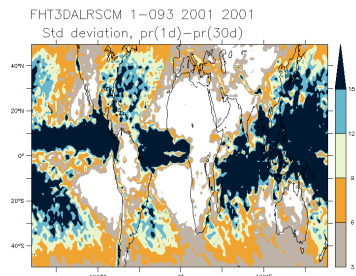 FHT3DALRSCM 1-093 2001 2001
Std deviation, pr(1d)-pr(30d)
40°N
20°N
0°
20°S
40°S
15
12
9
6
3